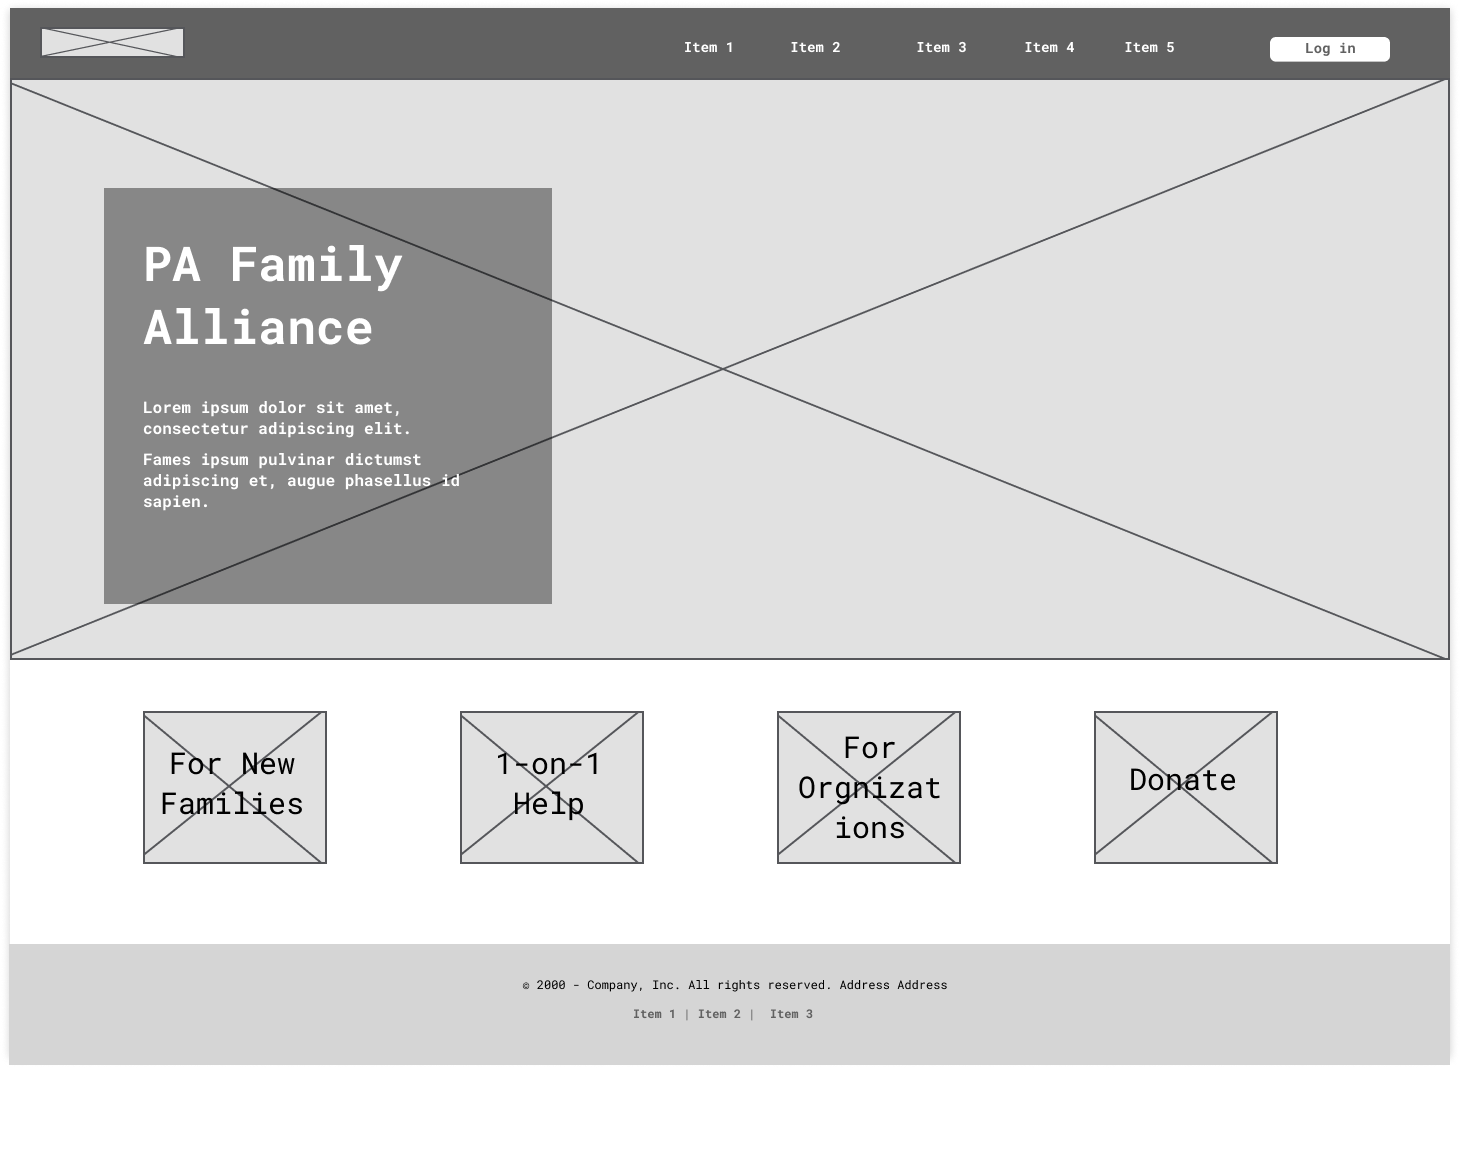 Item 1 Item 2 Item 3 Item 4 Item 5 Log in
PA Family
Alliance
Lorem ipsum dolor sit amet,
consectetur adipiscing elit.
Fames ipsum pulvinar dictumst
adipiscing et, augue phasellus id
sapien.
For New
Families
1-on-1
Help
For
Orgnizat
ions
Donate
© 2000 - Company, Inc. All rights reserved. Address Address
Item 1 | Item 2 | Item 3